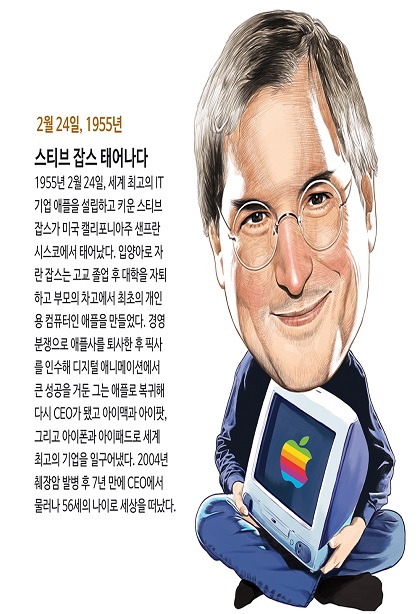 2월 24일, 1955년
스티브 잡스 태어나다
1955년 2월 24일, 세계 최고의 IT
기업 애플을 설립하고 키운 스티브
잡스가 미국 캘리포니아주 샌프란
시스코에서 태어났다. 입양아로 자
란 잡스는 고교 졸업 후 대학을 자퇴
하고 부모의 차고에서 최초의 개인
용 컴퓨터인 애플을 만들었다. 경영
분쟁으로 애플사를 퇴사한 후 픽사
를 인수해 디지털 애니메이션에서
큰 성공을 거둔 그는 애플로 복귀해
다시 CEO가 됐고 아이맥과 아이팟,
그리고 아이폰과 아이패드로 세계
최고의 기업을 일구어냈다. 2004년
췌장암 발병 후 7년 만에 CEO에서
물러나 56세의 나이로 세상을 떠났다.